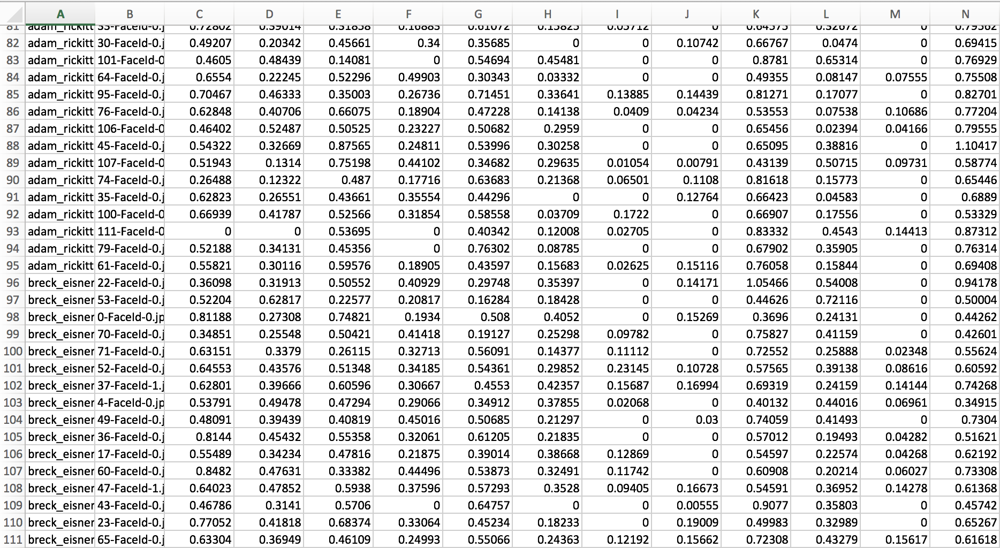 A B C D E F G H I J K L M N
81 adam_rickitt 33-FaceId-0.j 0.72802 0.39014 0.31838 0.16883 0.61072 0.13823 0.03712 0 0.64373 0.32672 0 0.79362
82 adam_rickitt 30-FaceId-0.j 0.49207 0.20342 0.45661 0.34 0.35685 0 0 0.10742 0.66767 0.0474 0 0.69415
83 adam_rickitt 101-FaceId-0 0.4605 0.48439 0.14081 0 0.54694 0.45481 0 0 0.8781 0.65314 0 0.76929
84 adam_rickitt 64-FaceId-0.j 0.6554 0.22245 0.52296 0.49903 0.30343 0.03332 0 0 0.49355 0.08147 0.07555 0.75508
85 adam_rickitt 95-FaceId-0.j 0.70467 0.46333 0.35003 0.26736 0.71451 0.33641 0.13885 0.14439 0.81271 0.17077 0 0.82701
86 adam_rickitt 76-FaceId-0.j 0.62848 0.40706 0.66075 0.18904 0.47228 0.14138 0.0409 0.04234 0.53553 0.07538 0.10686 0.77204
87 adam_rickitt 106-FaceId-0 0.46402 0.52487 0.50525 0.23227 0.50682 0.2959 0 0 0.65456 0.02394 0.04166 0.79555
88 adam_rickitt 45-FaceId-0.j 0.54322 0.32669 0.87565 0.24811 0.53996 0.30258 0 0 0.65095 0.38816 0 1.10417
89 adam_rickitt 107-FaceId-0 0.51943 0.1314 0.75198 0.44102 0.34682 0.29635 0.01054 0.00791 0.43139 0.50715 0.09731 0.58774
90 adam_rickitt 74-FaceId-0.j 0.26488 0.12322 0.487 0.17716 0.63683 0.21368 0.06501 0.1108 0.81618 0.15773 0 0.65446
91 adam_rickitt 35-FaceId-0.j 0.62823 0.26551 0.43661 0.35554 0.44296 0 0 0.12764 0.66423 0.04583 0 0.6889
92 adam_rickitt 100-FaceId-0 0.66939 0.41787 0.52566 0.31854 0.58558 0.03709 0.1722 0 0.66907 0.17556 0 0.53329
93 adam_rickitt 111-FaceId-0 0 0 0.53695 0 0.40342 0.12008 0.02705 0 0.83332 0.4543 0.14413 0.87312
94 adam_rickitt 79-FaceId-0.j 0.52188 0.34131 0.45356 0 0.76302 0.08785 0 0 0.67902 0.35905 0 0.76314
95 adam_rickitt 61-FaceId-0.j 0.55821 0.30116 0.59576 0.18905 0.43597 0.15683 0.02625 0.15116 0.76058 0.15844 0 0.69408
96 breck_eisner 22-FaceId-0.j 0.36098 0.31913 0.50552 0.40929 0.29748 0.35397 0 0.14171 1.05466 0.54008 0 0.94178
97 breck_eisner 53-FaceId-0.j 0.52204 0.62817 0.22577 0.20817 0.16284 0.18428 0 0 0.44626 0.72116 0 0.50004
98 breck_eisner 0-FaceId-0.jp 0.81188 0.27308 0.74821 0.1934 0.508 0.4052 0 0.15269 0.3696 0.24131 0 0.44262
99 breck_eisner 70-FaceId-0.j 0.34851 0.25548 0.50421 0.41418 0.19127 0.25298 0.09782 0 0.75827 0.41159 0 0.42601
100 breck_eisner 71-FaceId-0.j 0.63151 0.3379 0.26115 0.32713 0.56091 0.14377 0.11112 0 0.72552 0.25888 0.02348 0.55624
101 breck_eisner 52-FaceId-0.j 0.64553 0.43576 0.51348 0.34185 0.54361 0.29852 0.23145 0.10728 0.57565 0.39138 0.08616 0.60592
102 breck_eisner 37-FaceId-1.j 0.62801 0.39666 0.60596 0.30667 0.4553 0.42357 0.15687 0.16994 0.69319 0.24159 0.14144 0.74268
103 breck_eisner 4-FaceId-0.jp 0.53791 0.49478 0.47294 0.29066 0.34912 0.37855 0.02068 0 0.40132 0.44016 0.06961 0.34915
104 breck_eisner 49-FaceId-0.j 0.48091 0.39439 0.40819 0.45016 0.50685 0.21297 0 0.03 0.74059 0.41493 0 0.7304
105 breck_eisner 36-FaceId-0.j 0.8144 0.45432 0.55358 0.32061 0.61205 0.21835 0 0 0.57012 0.19493 0.04282 0.51621
106 breck_eisner 17-FaceId-0.j 0.55489 0.34234 0.47816 0.21875 0.39014 0.38668 0.12869 0 0.54597 0.22574 0.04268 0.62192
107 breck_eisner 60-FaceId-0.j 0.8482 0.47631 0.33382 0.44496 0.53873 0.32491 0.11742 0 0.60908 0.20214 0.06027 0.73308
108 breck_eisner 47-FaceId-1.j 0.64023 0.47852 0.5938 0.37596 0.57293 0.3528 0.09405 0.16673 0.54591 0.36952 0.14278 0.61368
109 breck_eisner 43-FaceId-0.j 0.46786 0.3141 0.5706 0 0.64757 0 0 0.00555 0.9077 0.35803 0 0.45742
110 breck_eisner 23-FaceId-0.j 0.77052 0.41818 0.68374 0.33064 0.45234 0.18233 0 0.19009 0.49983 0.32989 0 0.65267
111 breck_eisner 65-FaceId-0.j 0.63304 0.36949 0.46109 0.24993 0.55066 0.24363 0.12192 0.15662 0.72308 0.43279 0.15617 0.61618